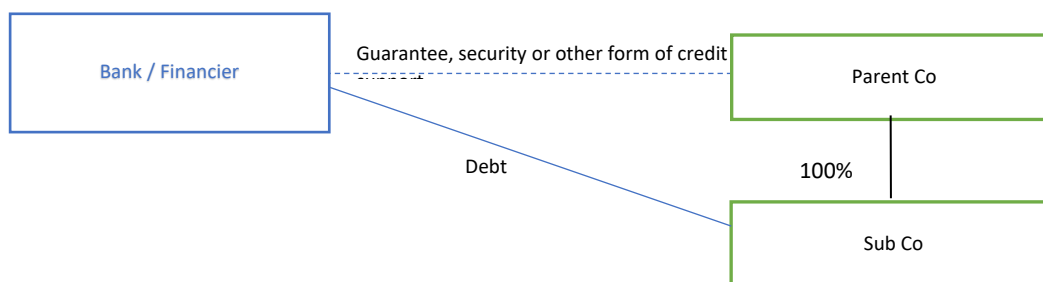 Guarantee, security or other form of credit
Bank / Financier
Parent Co
Debt
100%
Sub Co